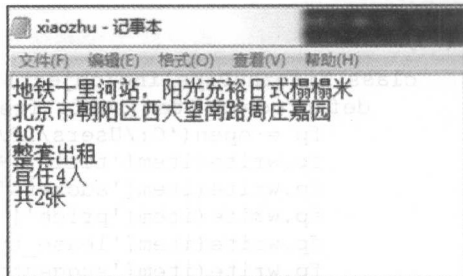 xiaozhu - 记事本
文件(F) 编辑(E) 格式(O) 查看(V) 帮助(H)
地铁十里河站，阳光充裕日式榻榻米
北京市朝阳区西大望南路周庄嘉园
407
整套出租
宜住4人
共2张